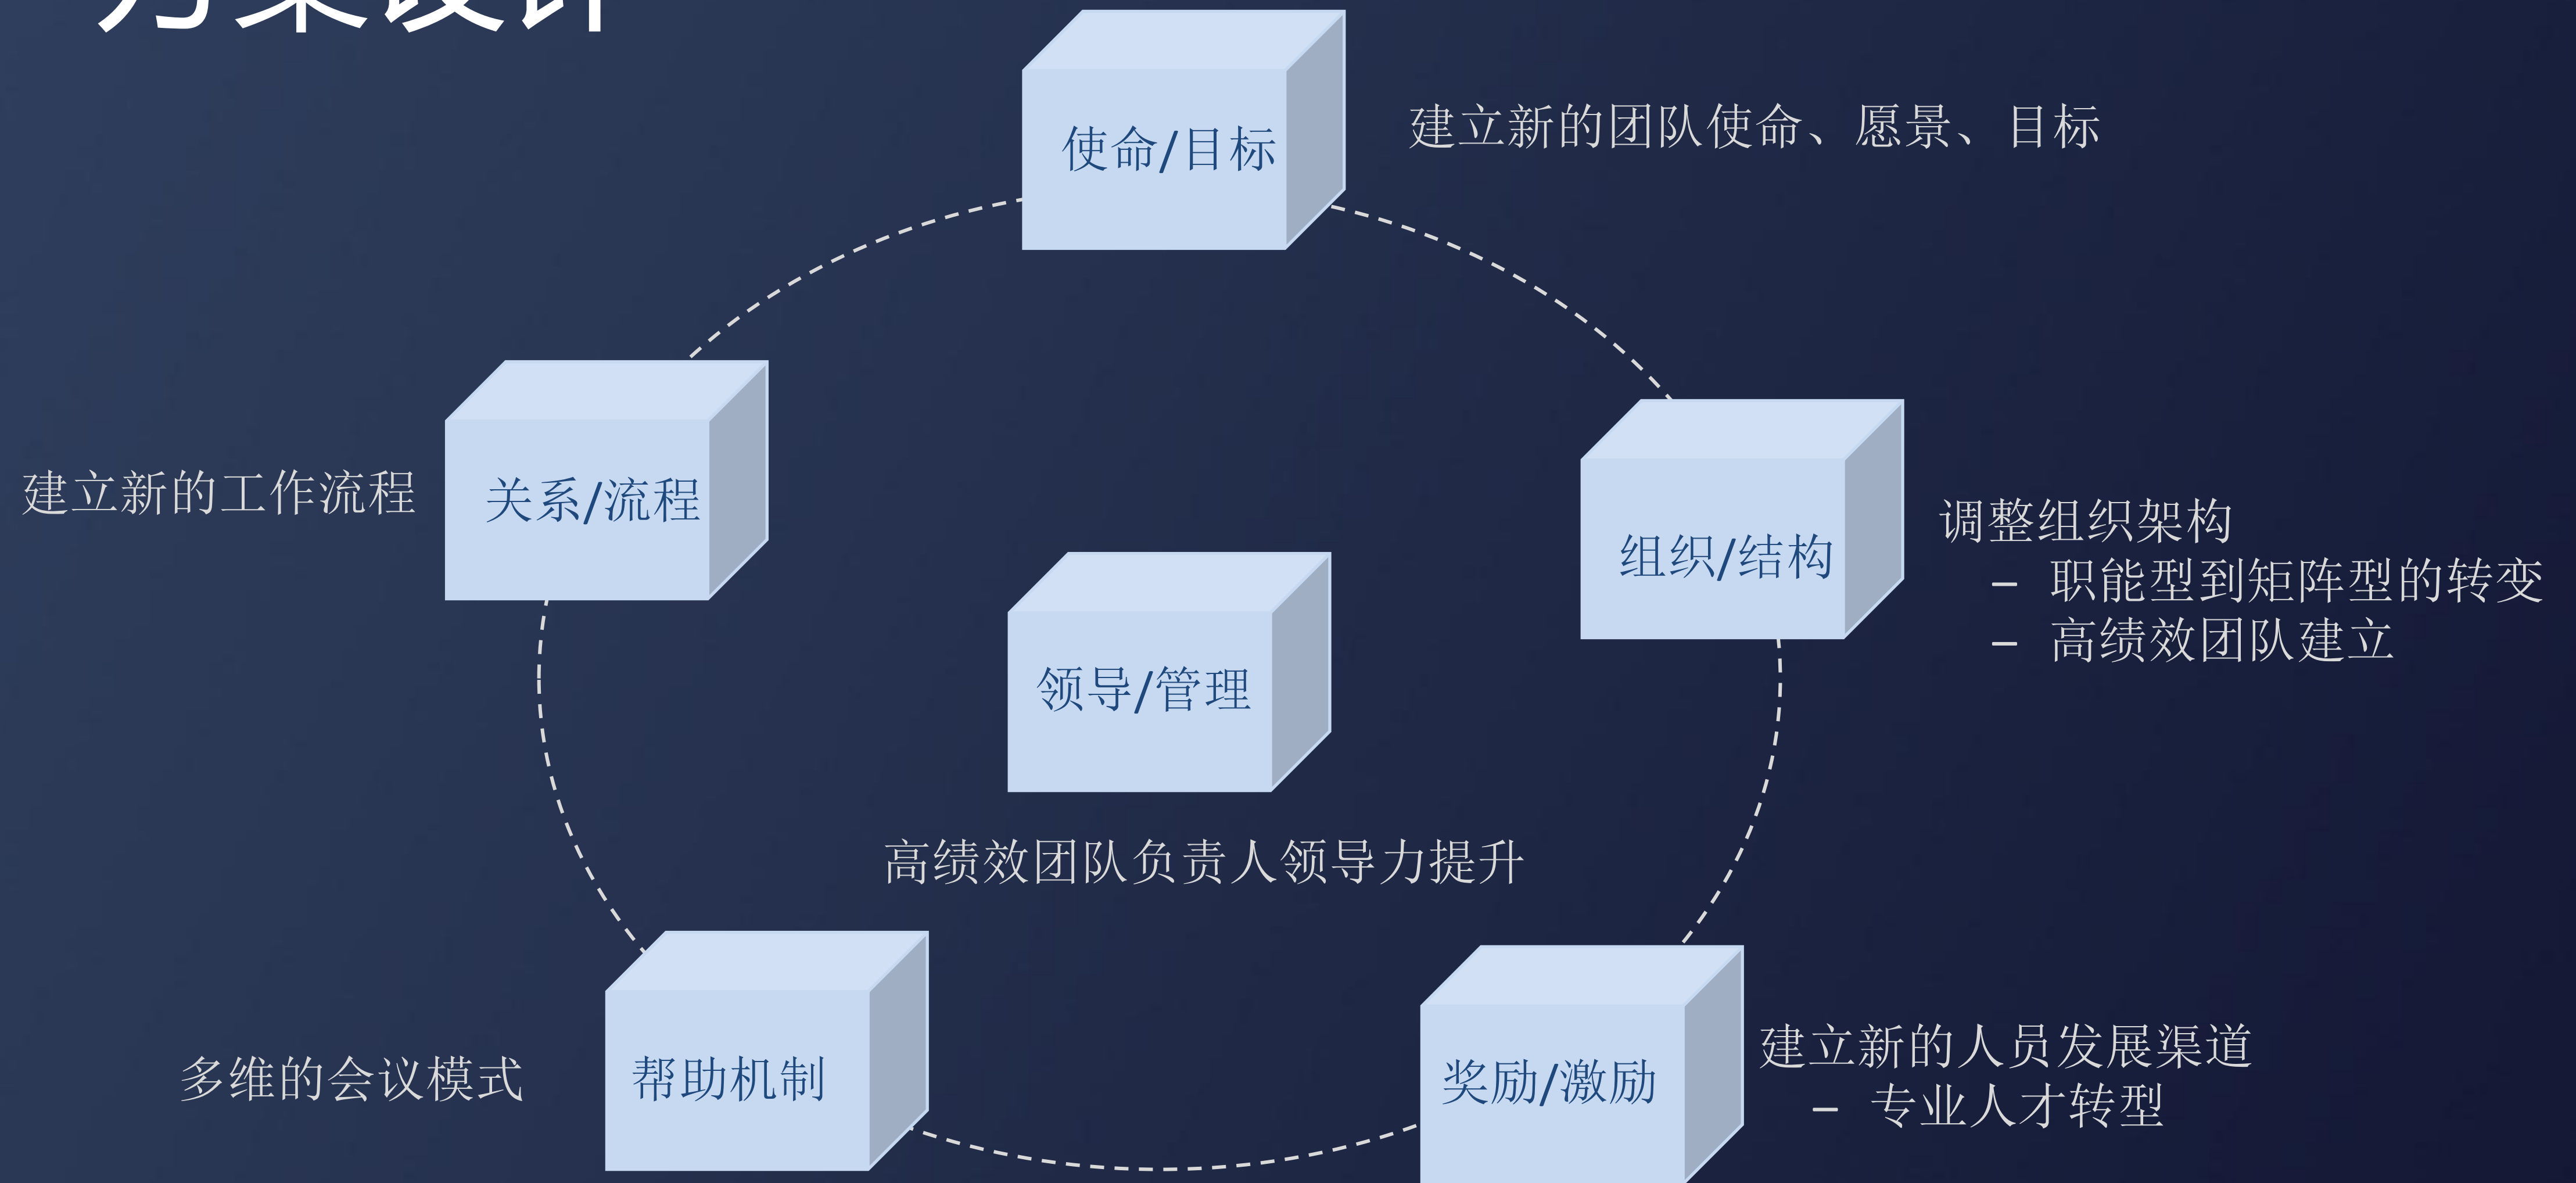 方案设计
使命/目标
建立新的团队使命、愿景、目标
关系/流程
建立新的工作流程
组织/结构
调整组织架构
– 职能型到矩阵型的转变
– 高绩效团队建立
领导/管理
高绩效团队负责人领导力提升
帮助机制
多维的会议模式
奖励/激励
建立新的人员发展渠道
– 专业人才转型